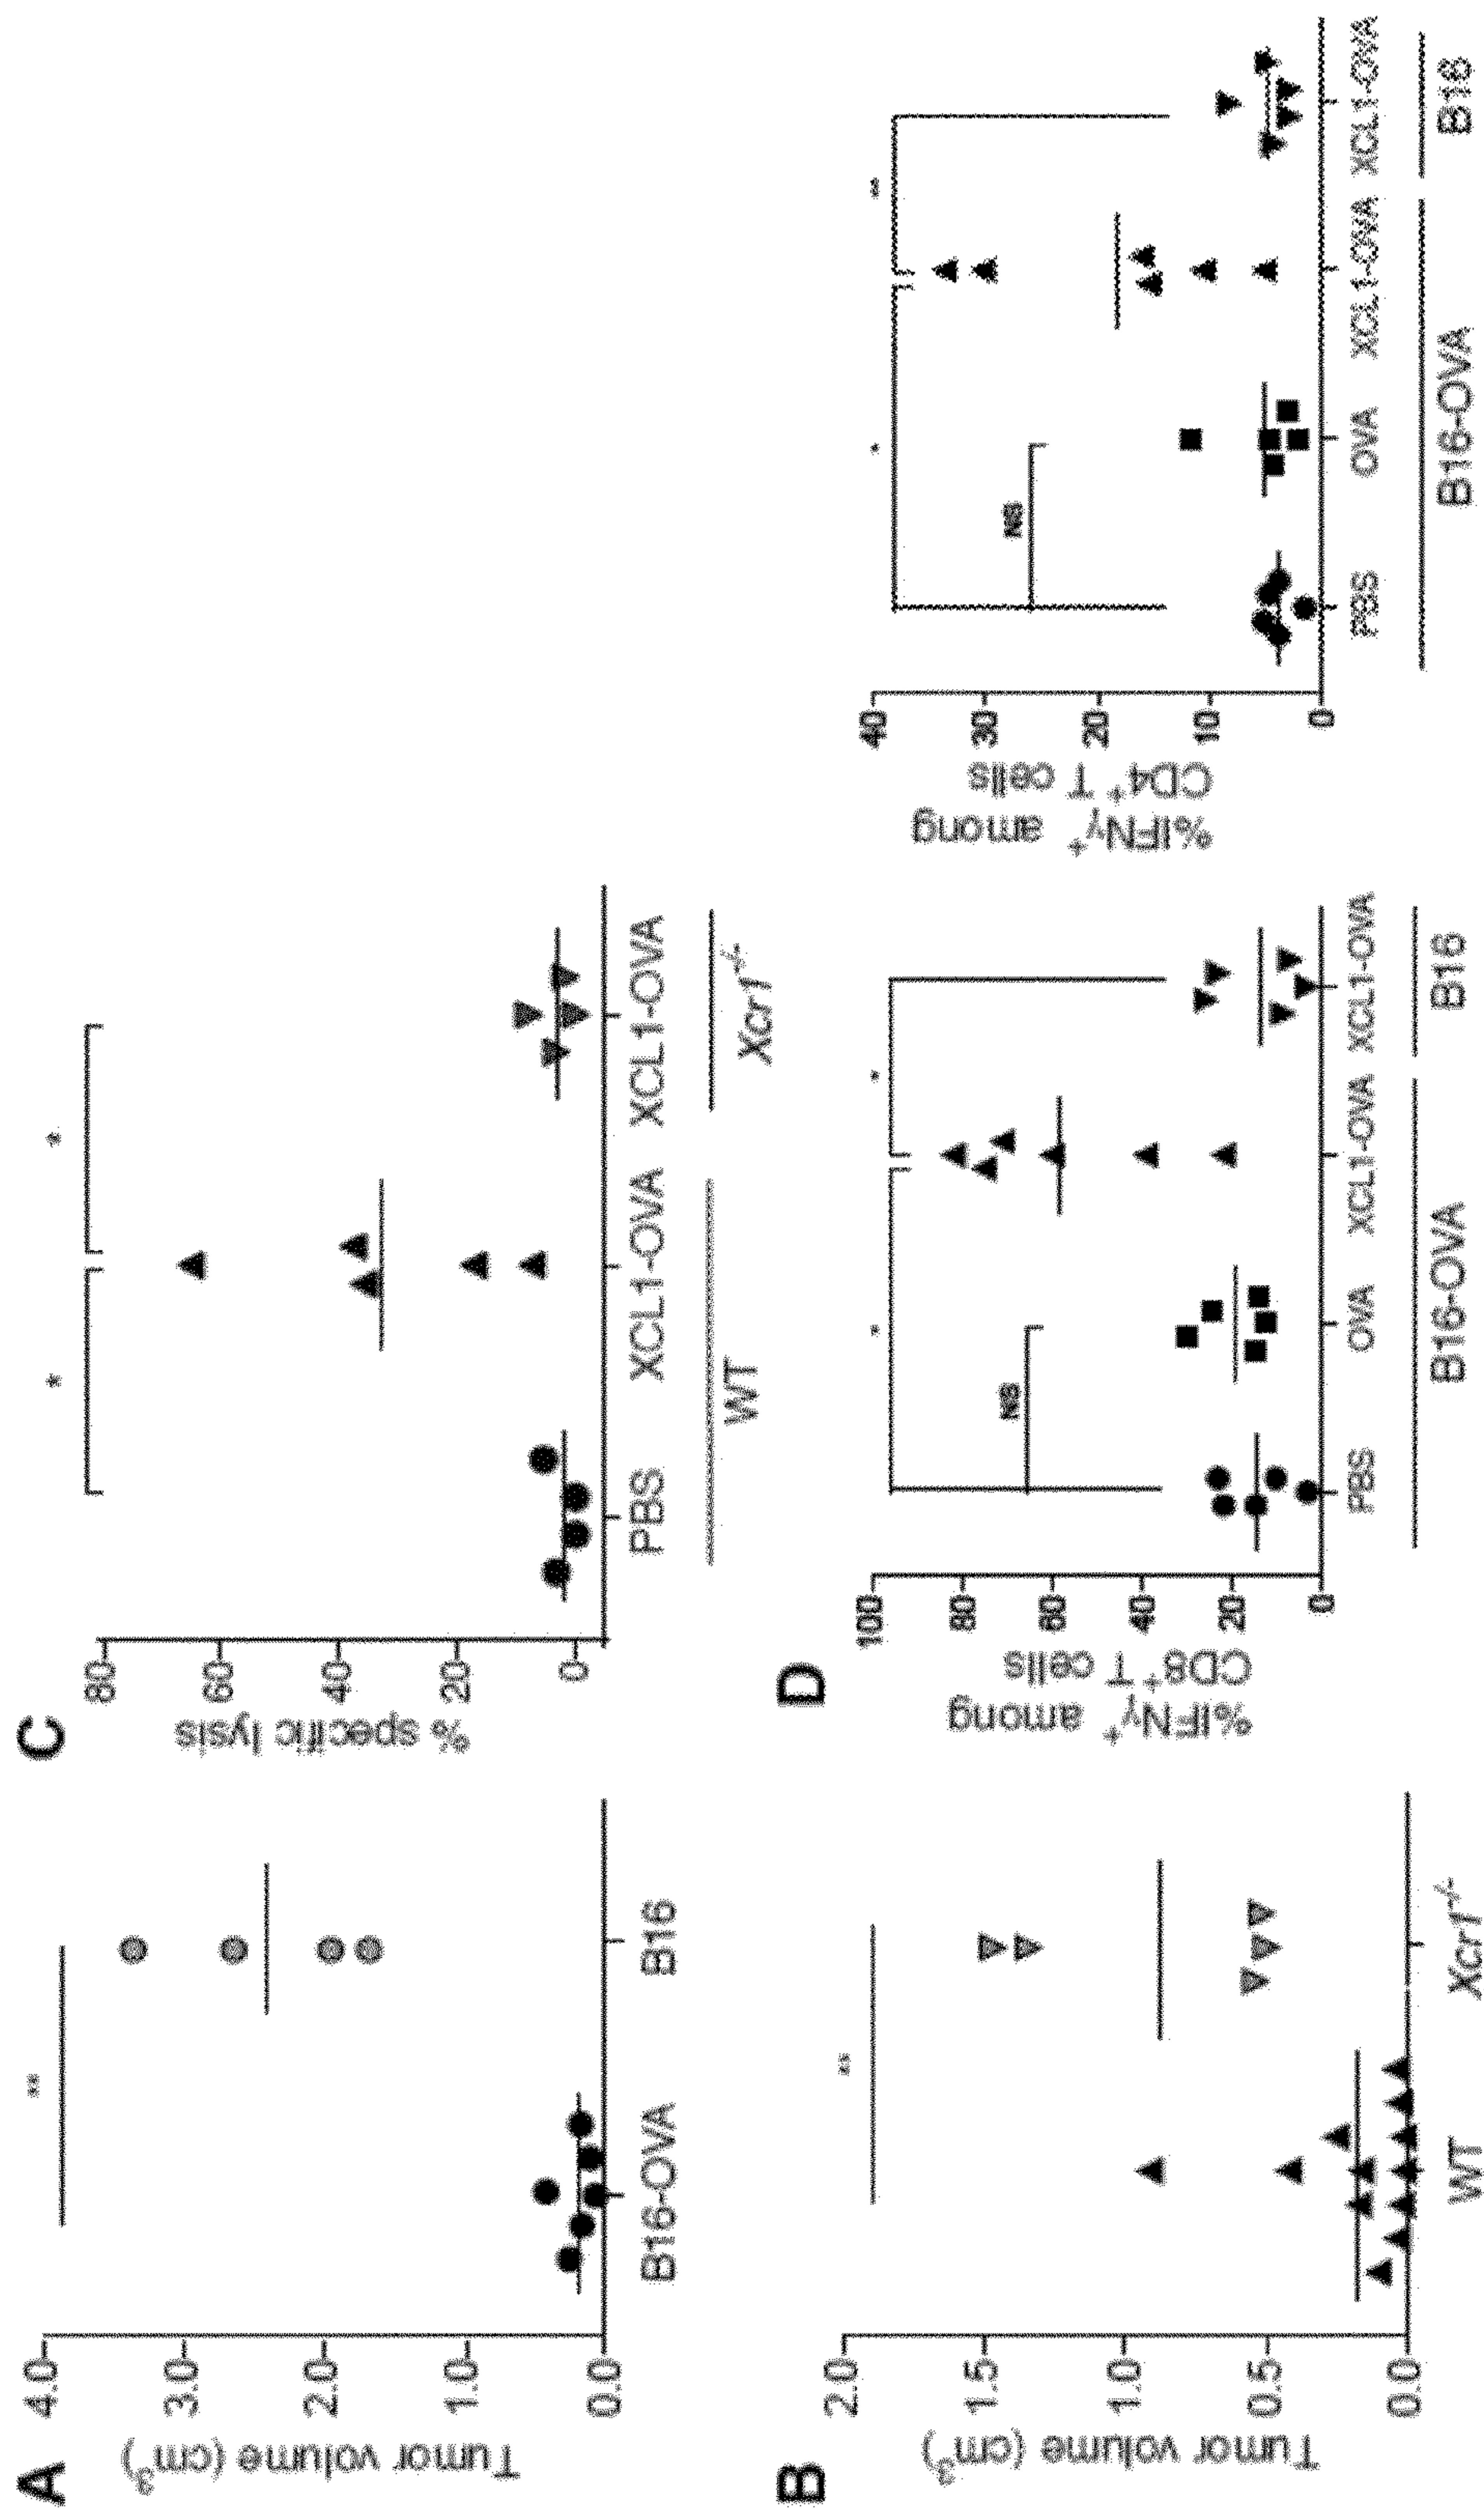 A
Tumor volume (cm³)
4.0
3.0
2.0
1.0
0.0
**
B16-OVA B16
B
Tumor volume (cm³)
2.0
1.5
1.0
0.5
0.0
**
WT Xcr1⁻/⁻
C
% specific lysis
80
60
40
20
0
* *
PBS XCL1-OVA XCL1-OVA
WT Xcr1⁻/⁻
D
%IFNγ⁺ among
CD8⁺ T cells
100
80
60
40
20
0
* *
NS
PBS OVA XCL1-OVA XCL1-OVA
B16-OVA B16
%IFNγ⁺ among
CD4⁺ T cells
40
30
20
10
0
* **
NS
PBS OVA XCL1-OVA XCL1-OVA
B16-OVA B16